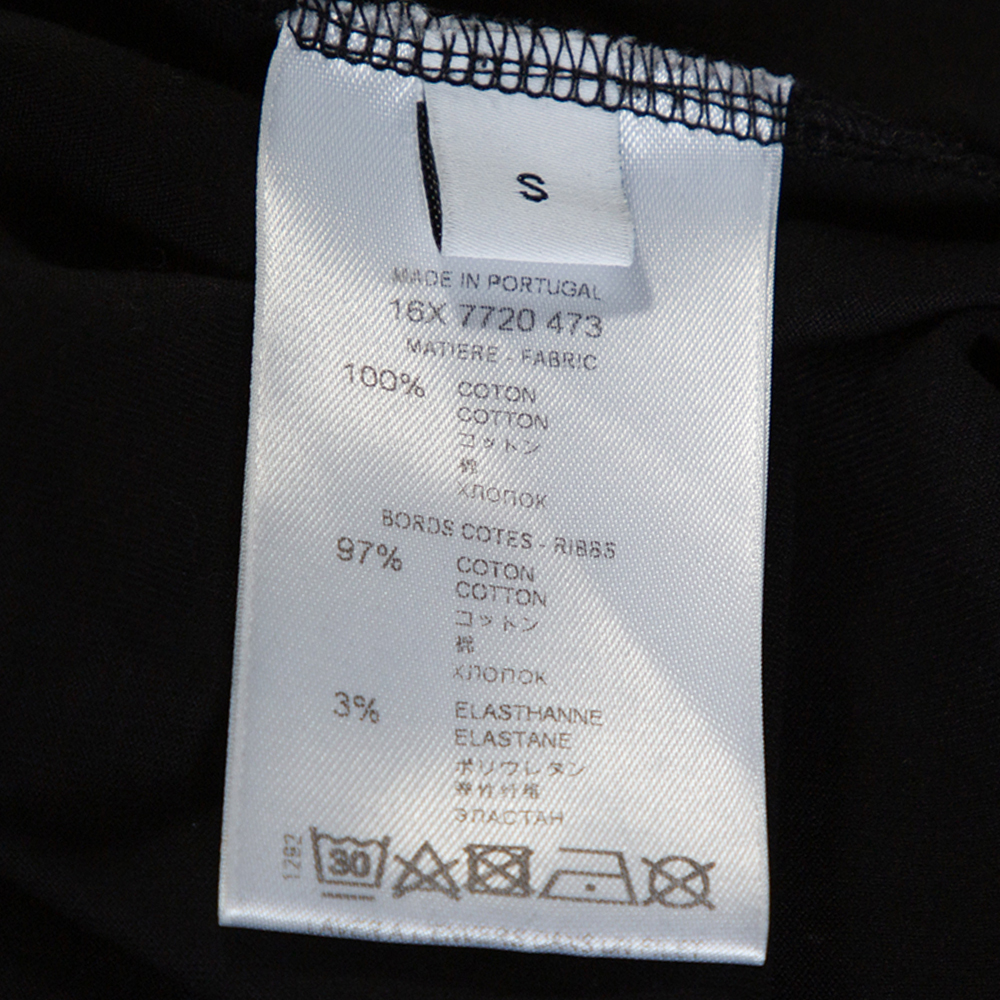 S
MADE IN PORTUGAL
16X 7720 473
MATIERE - FABRIC
100% COTON
COTTON
コットン
棉
ХЛОПОК
BORDS COTES - RIBBS
97% COTON
COTTON
コットン
棉
ХЛОПОК
3% ELASTHANNE
ELASTANE
ポリウレタン
ЭЛАСТАН
1292
30